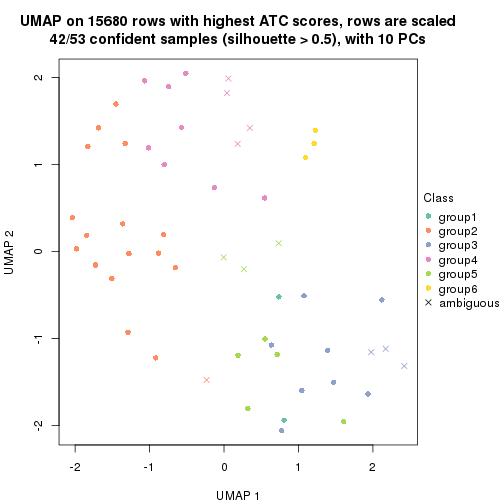 UMAP on 15680 rows with highest ATC scores, rows are scaled
42/53 confident samples (silhouette > 0.5), with 10 PCs
2
1
0
-1
-2
UMAP 2
-2
-1
0
1
2
UMAP 1
Class
group1
group2
group3
group4
group5
group6
ambiguous